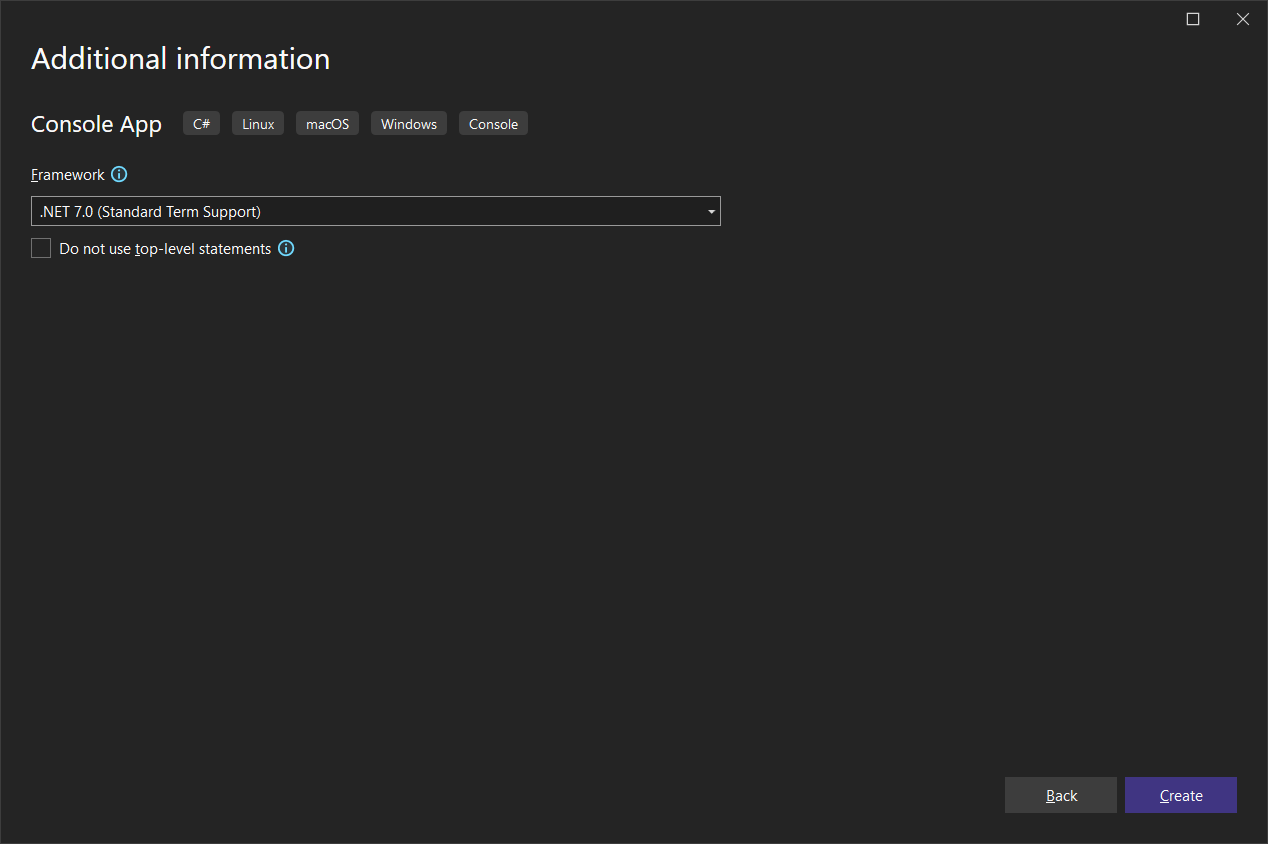 Additional information
Console App C# Linux macOS Windows Console
Framework
.NET 7.0 (Standard Term Support)
Do not use top-level statements
Back Create